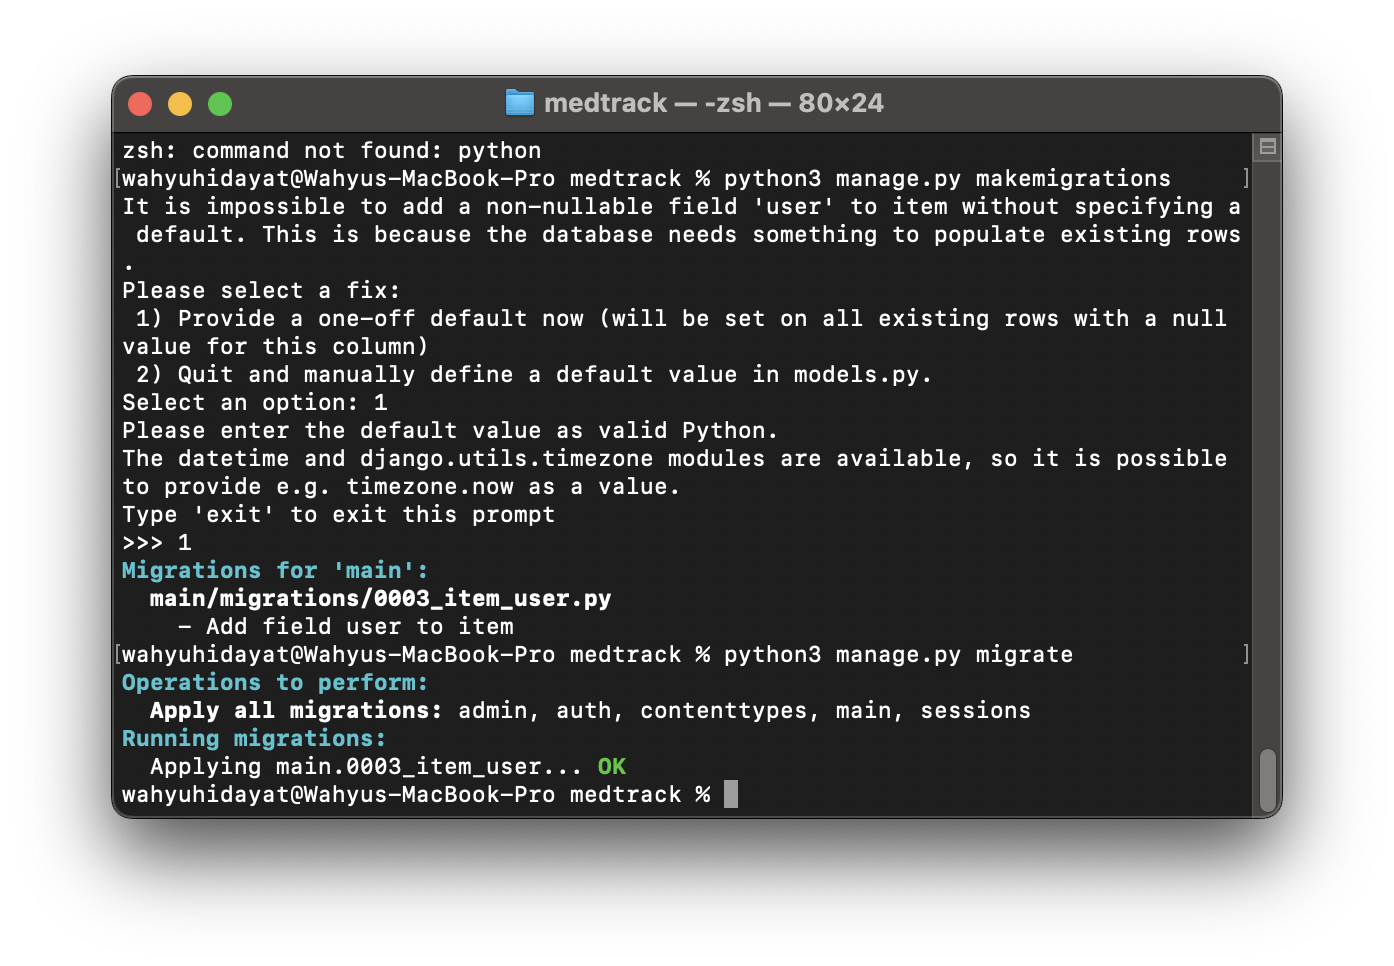 medtrack — -zsh — 80×24
zsh: command not found: python
[wahyuhidayat@Wahyus-MacBook-Pro medtrack % python3 manage.py makemigrations     ]
It is impossible to add a non-nullable field 'user' to item without specifying a
 default. This is because the database needs something to populate existing rows
.
Please select a fix:
 1) Provide a one-off default now (will be set on all existing rows with a null
value for this column)
 2) Quit and manually define a default value in models.py.
Select an option: 1
Please enter the default value as valid Python.
The datetime and django.utils.timezone modules are available, so it is possible
to provide e.g. timezone.now as a value.
Type 'exit' to exit this prompt
>>> 1
Migrations for 'main':
  main/migrations/0003_item_user.py
    - Add field user to item
[wahyuhidayat@Wahyus-MacBook-Pro medtrack % python3 manage.py migrate            ]
Operations to perform:
  Apply all migrations: admin, auth, contenttypes, main, sessions
Running migrations:
  Applying main.0003_item_user... OK
wahyuhidayat@Wahyus-MacBook-Pro medtrack %